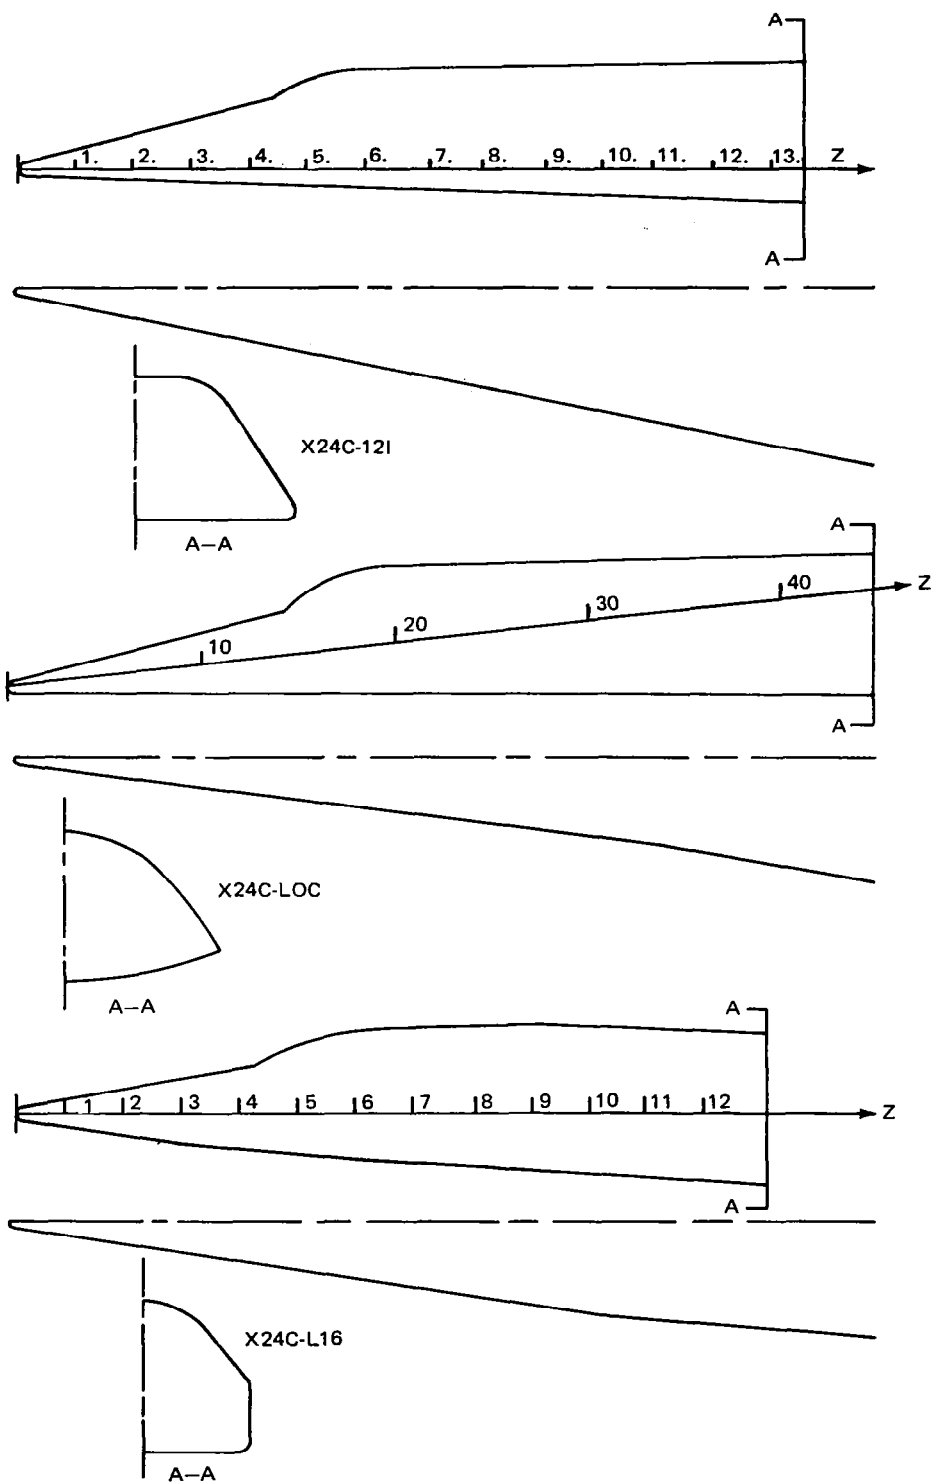 A
1. 2. 3. 4. 5. 6. 7. 8. 9. 10. 11. 12. 13. Z
A
X24C-12I
A–A
A
40
Z
30
20
10
A
X24C-LOC
A–A
A
1 2 3 4 5 6 7 8 9 10 11 12 Z
A
X24C-L16
A–A